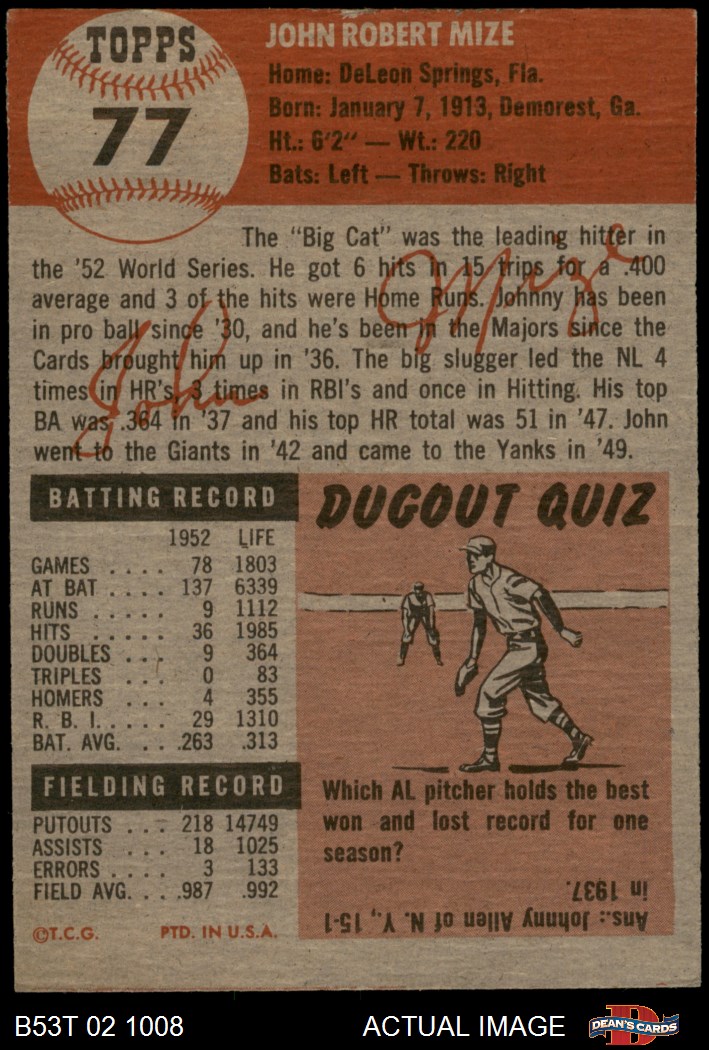 TOPPS
77
JOHN ROBERT MIZE
Home: DeLeon Springs, Fla.
Born: January 7, 1913, Demorest, Ga.
Ht.: 6'2" — Wt.: 220
Bats: Left — Throws: Right
The "Big Cat" was the leading hitter in
the '52 World Series. He got 6 hits in 15 trips for a .400
average and 3 of the hits were Home Runs. Johnny has been
in pro ball since '30, and he's been in the Majors since the
Cards brought him up in '36. The big slugger led the NL 4
times in HR's, 3 times in RBI's and once in Hitting. His top
BA was .364 in '37 and his top HR total was 51 in '47. John
went to the Giants in '42 and came to the Yanks in '49.
John Mize
BATTING RECORD
1952 LIFE
GAMES .... 78 1803
AT BAT .... 137 6339
RUNS ..... 9 1112
HITS ..... 36 1985
DOUBLES ... 9 364
TRIPLES ... 0 83
HOMERS ... 4 355
R. B. I. .... 29 1310
BAT. AVG. ... .263 .313
FIELDING RECORD
PUTOUTS ... 218 14749
ASSISTS .... 18 1025
ERRORS .... 3 133
FIELD AVG. ... .987 .992
©T.C.G. PTD. IN U.S.A.
DUGOUT QUIZ
Which AL pitcher holds the best
won and lost record for one
season?
Ans.: Johnny Allen of N. Y., 15-1
in 1937.
B53T 02 1008 ACTUAL IMAGE
D
DEAN'S CARDS